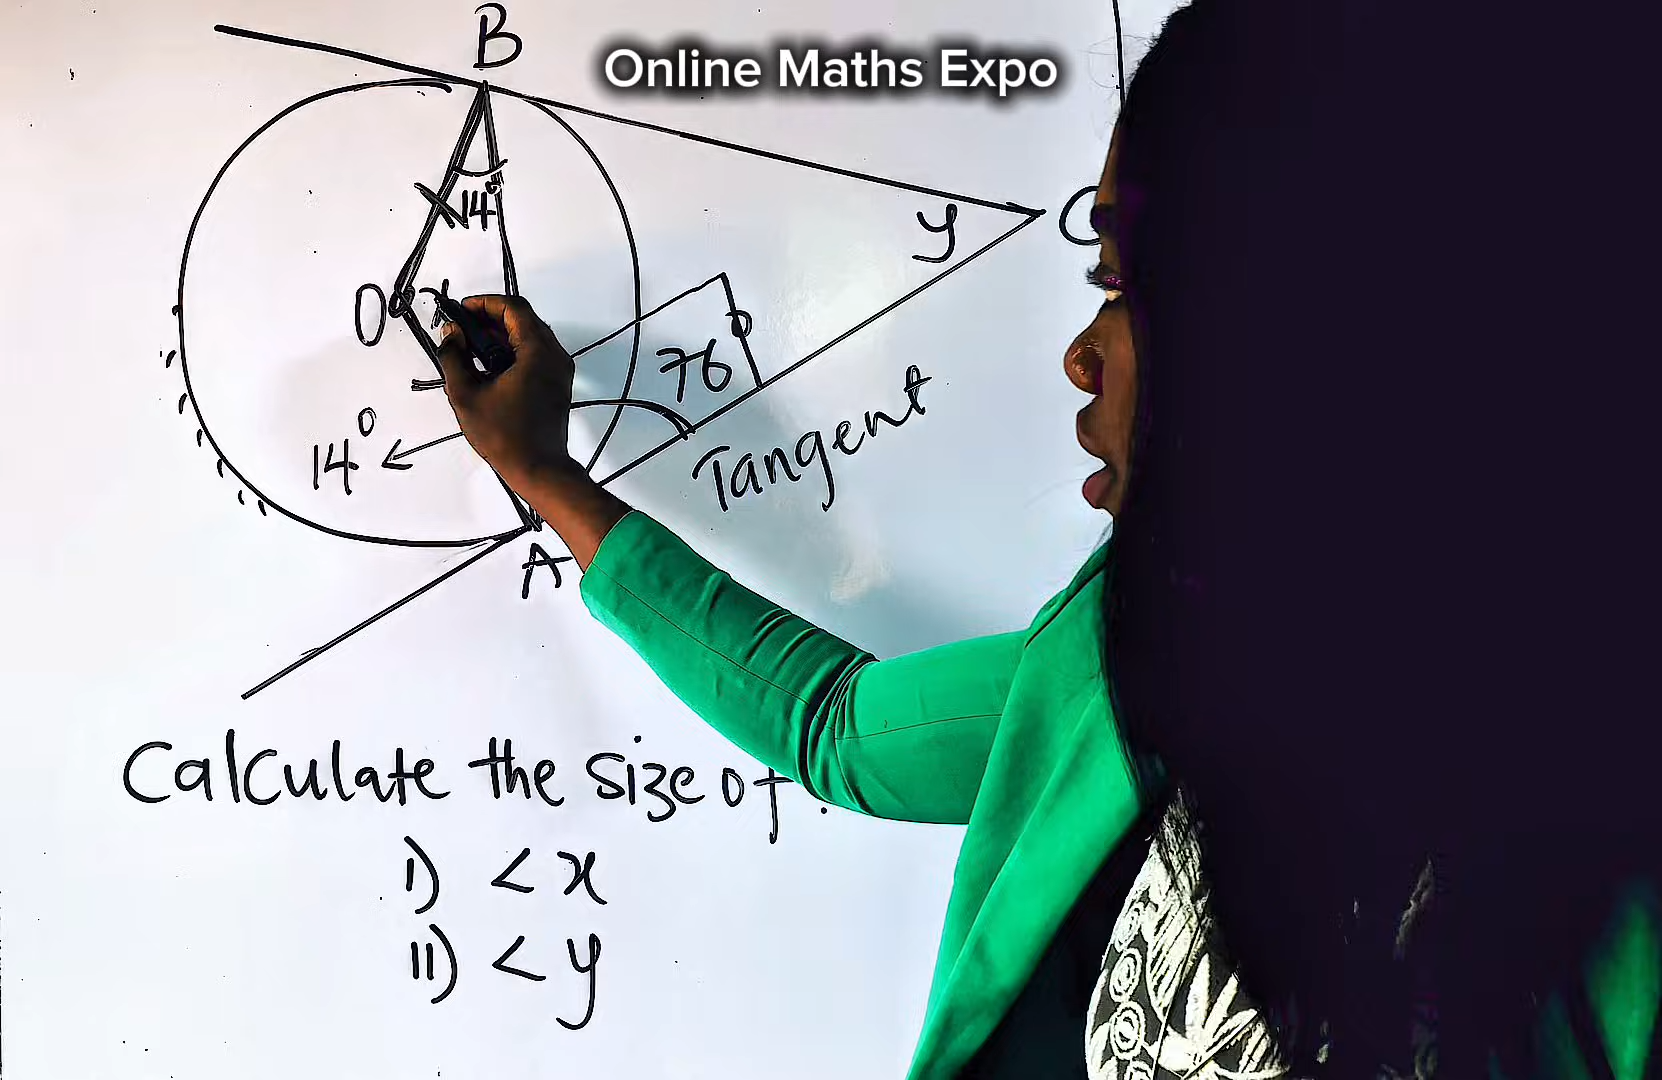 B
Online Maths Expo
14°
y
C
O
x
76
14°
Tangent
A
Calculate the size of :
i) < x
ii) < y